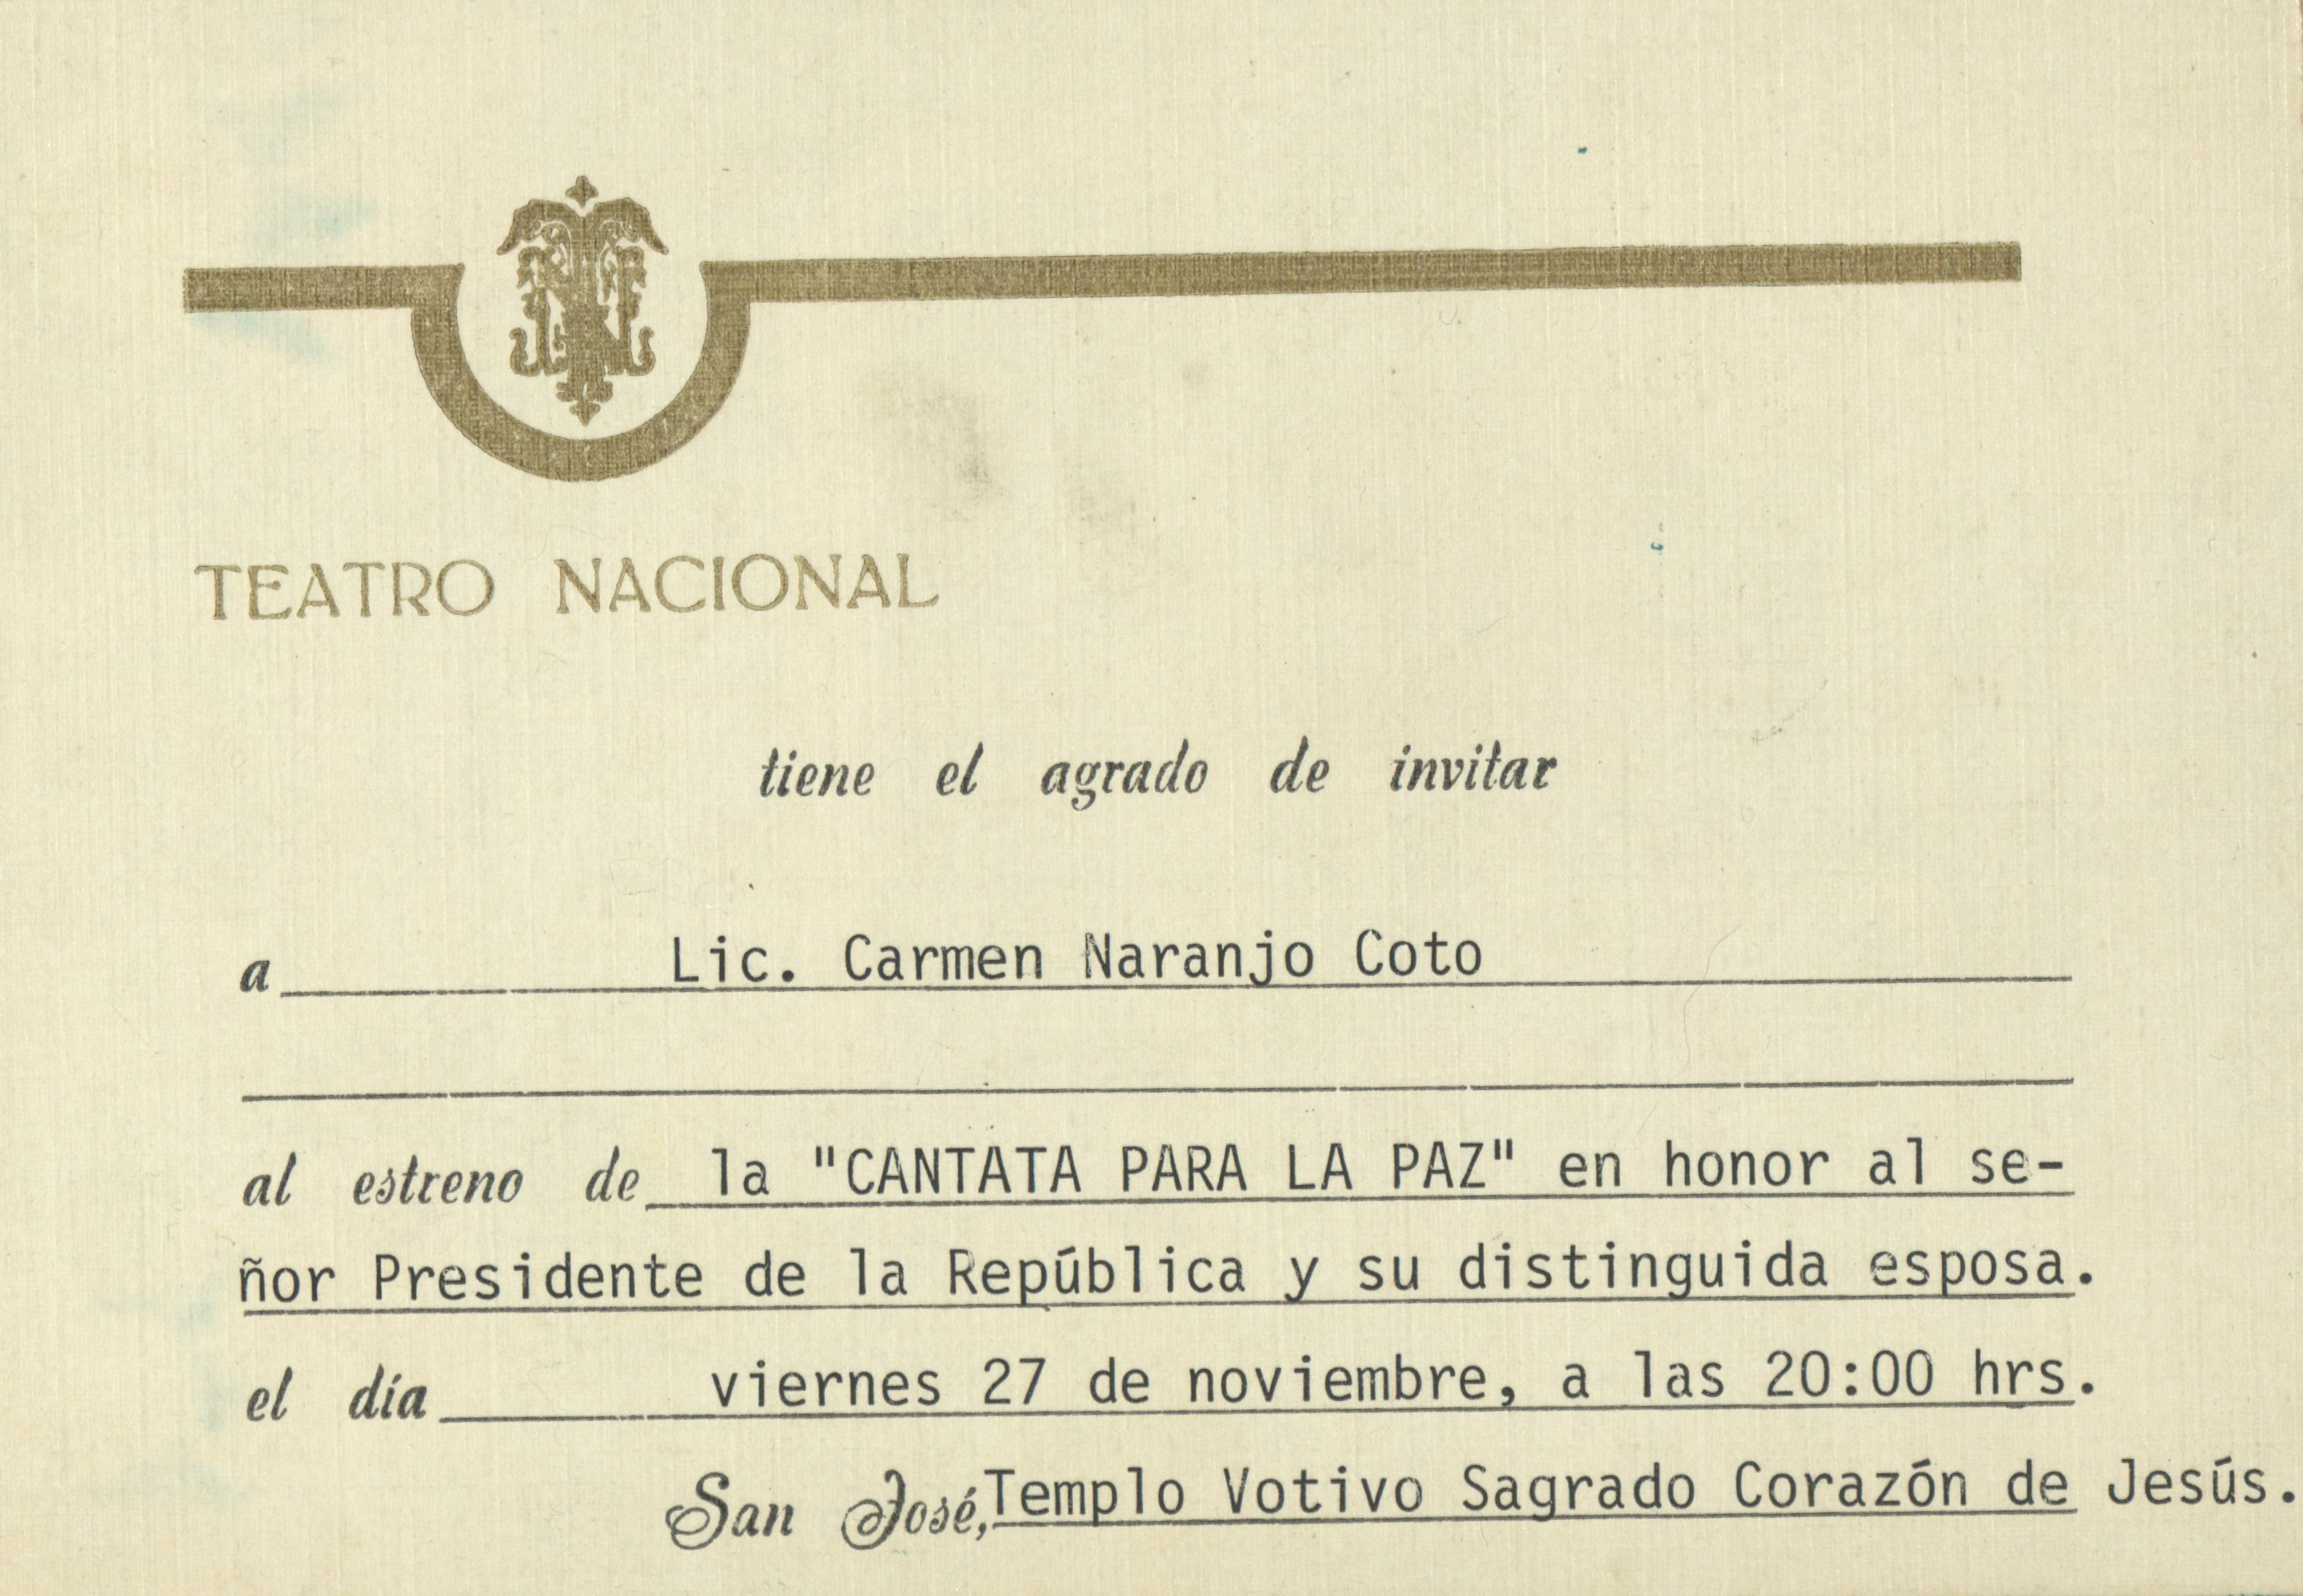 TEATRO NACIONAL
tiene el agrado de invitar
a Lic. Carmen Naranjo Coto
al estreno de la "CANTATA PARA LA PAZ" en honor al se-
ñor Presidente de la República y su distinguida esposa.
el día viernes 27 de noviembre, a las 20:00 hrs.
San José, Templo Votivo Sagrado Corazón de Jesús.